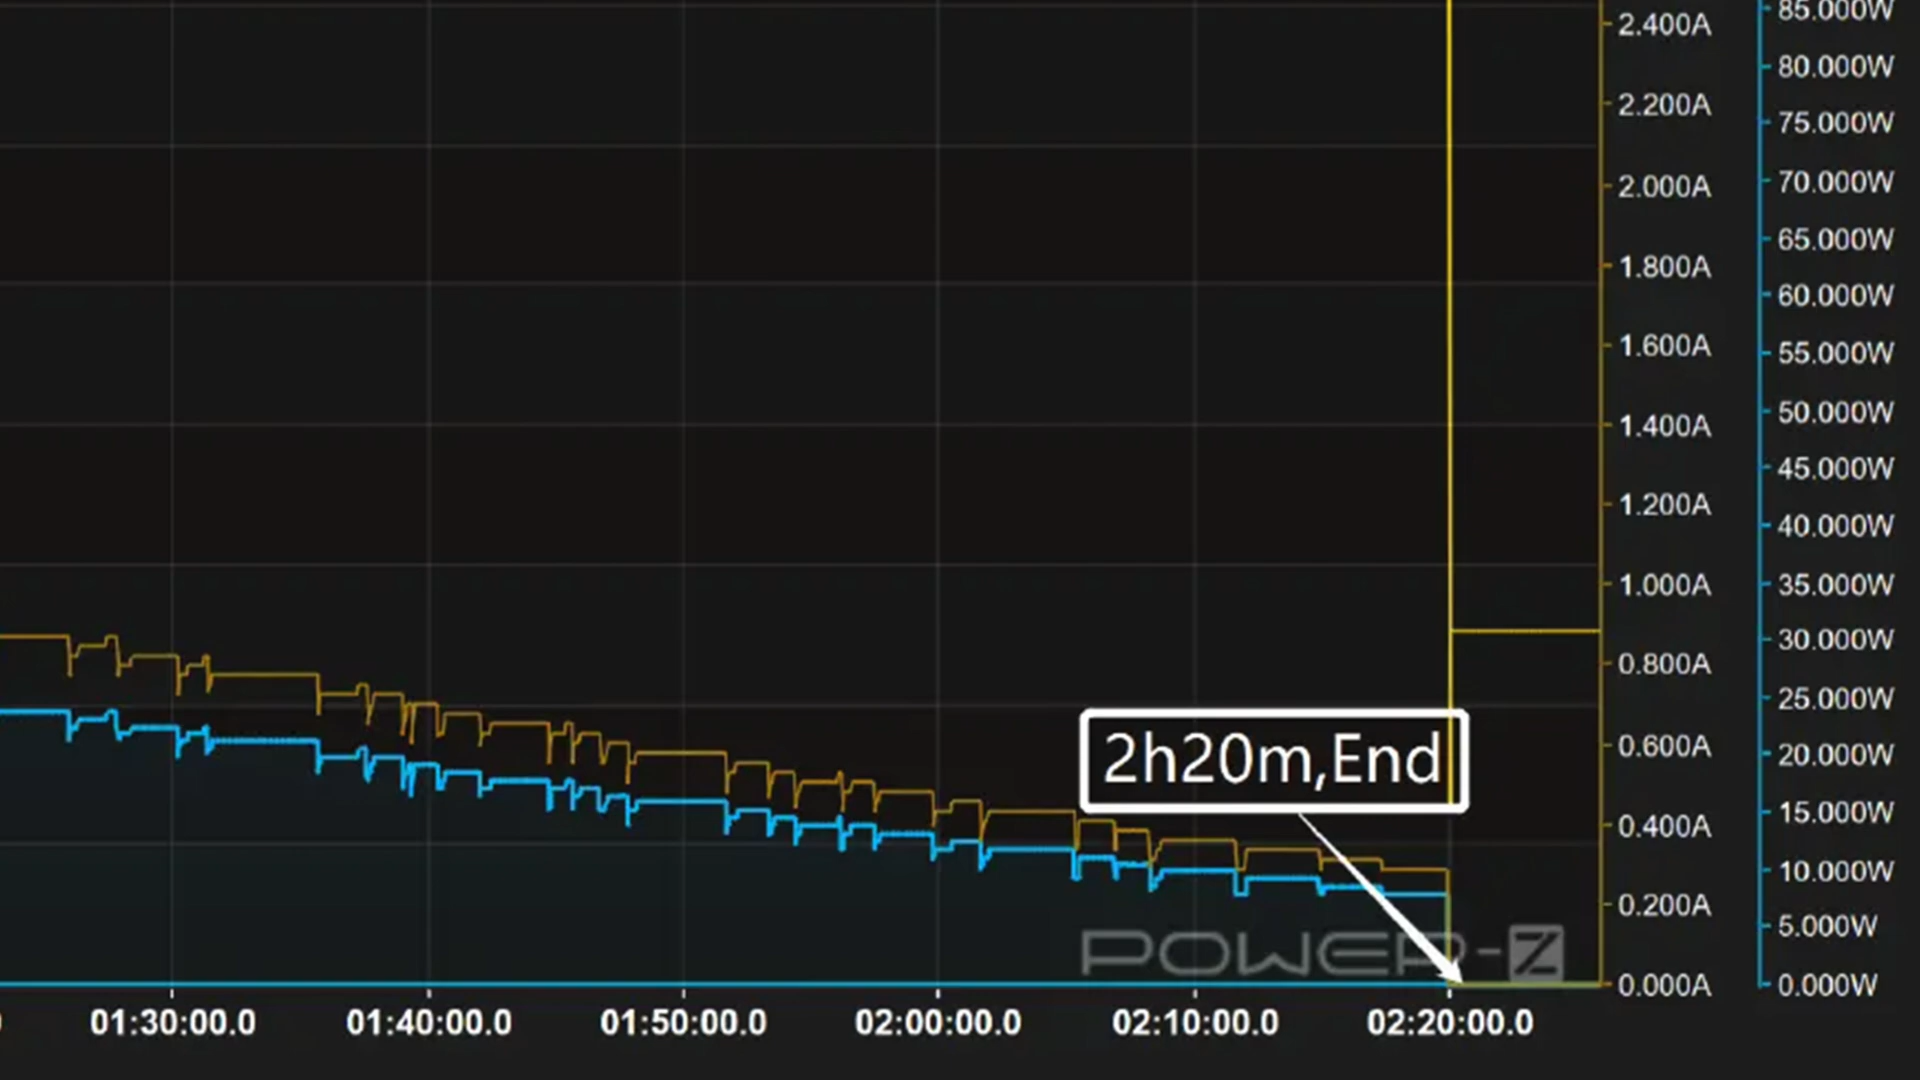 2.400A
2.200A
2.000A
1.800A
1.600A
1.400A
1.200A
1.000A
0.800A
0.600A
0.400A
0.200A
0.000A
85.000W
80.000W
75.000W
70.000W
65.000W
60.000W
55.000W
50.000W
45.000W
40.000W
35.000W
30.000W
25.000W
20.000W
15.000W
10.000W
5.000W
0.000W
2h20m,End
POWER-Z
01:30:00.0
01:40:00.0
01:50:00.0
02:00:00.0
02:10:00.0
02:20:00.0